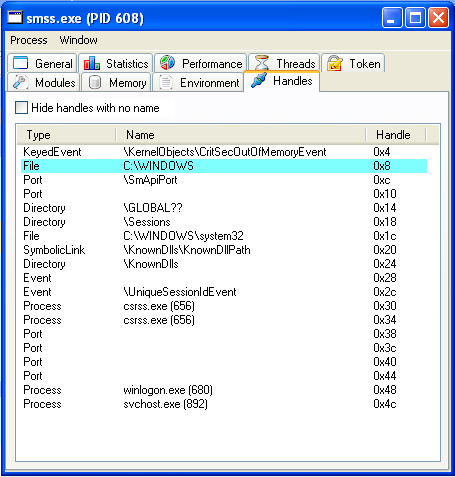 smss.exe (PID 608)
Process Window
General Statistics Performance Threads Token
Modules Memory Environment Handles
Hide handles with no name
Type Name Handle
KeyedEvent \KernelObjects\CritSecOutOfMemoryEvent 0x4
File C:\WINDOWS 0x8
Port \SmApiPort 0xc
Port 0x10
Directory \GLOBAL?? 0x14
Directory \Sessions 0x18
File C:\WINDOWS\system32 0x1c
SymbolicLink \KnownDlls\KnownDllPath 0x20
Directory \KnownDlls 0x24
Event 0x28
Event \UniqueSessionIdEvent 0x2c
Process csrss.exe (656) 0x30
Process csrss.exe (656) 0x34
Port 0x38
Port 0x3c
Port 0x40
Port 0x44
Process winlogon.exe (680) 0x48
Process svchost.exe (892) 0x4c